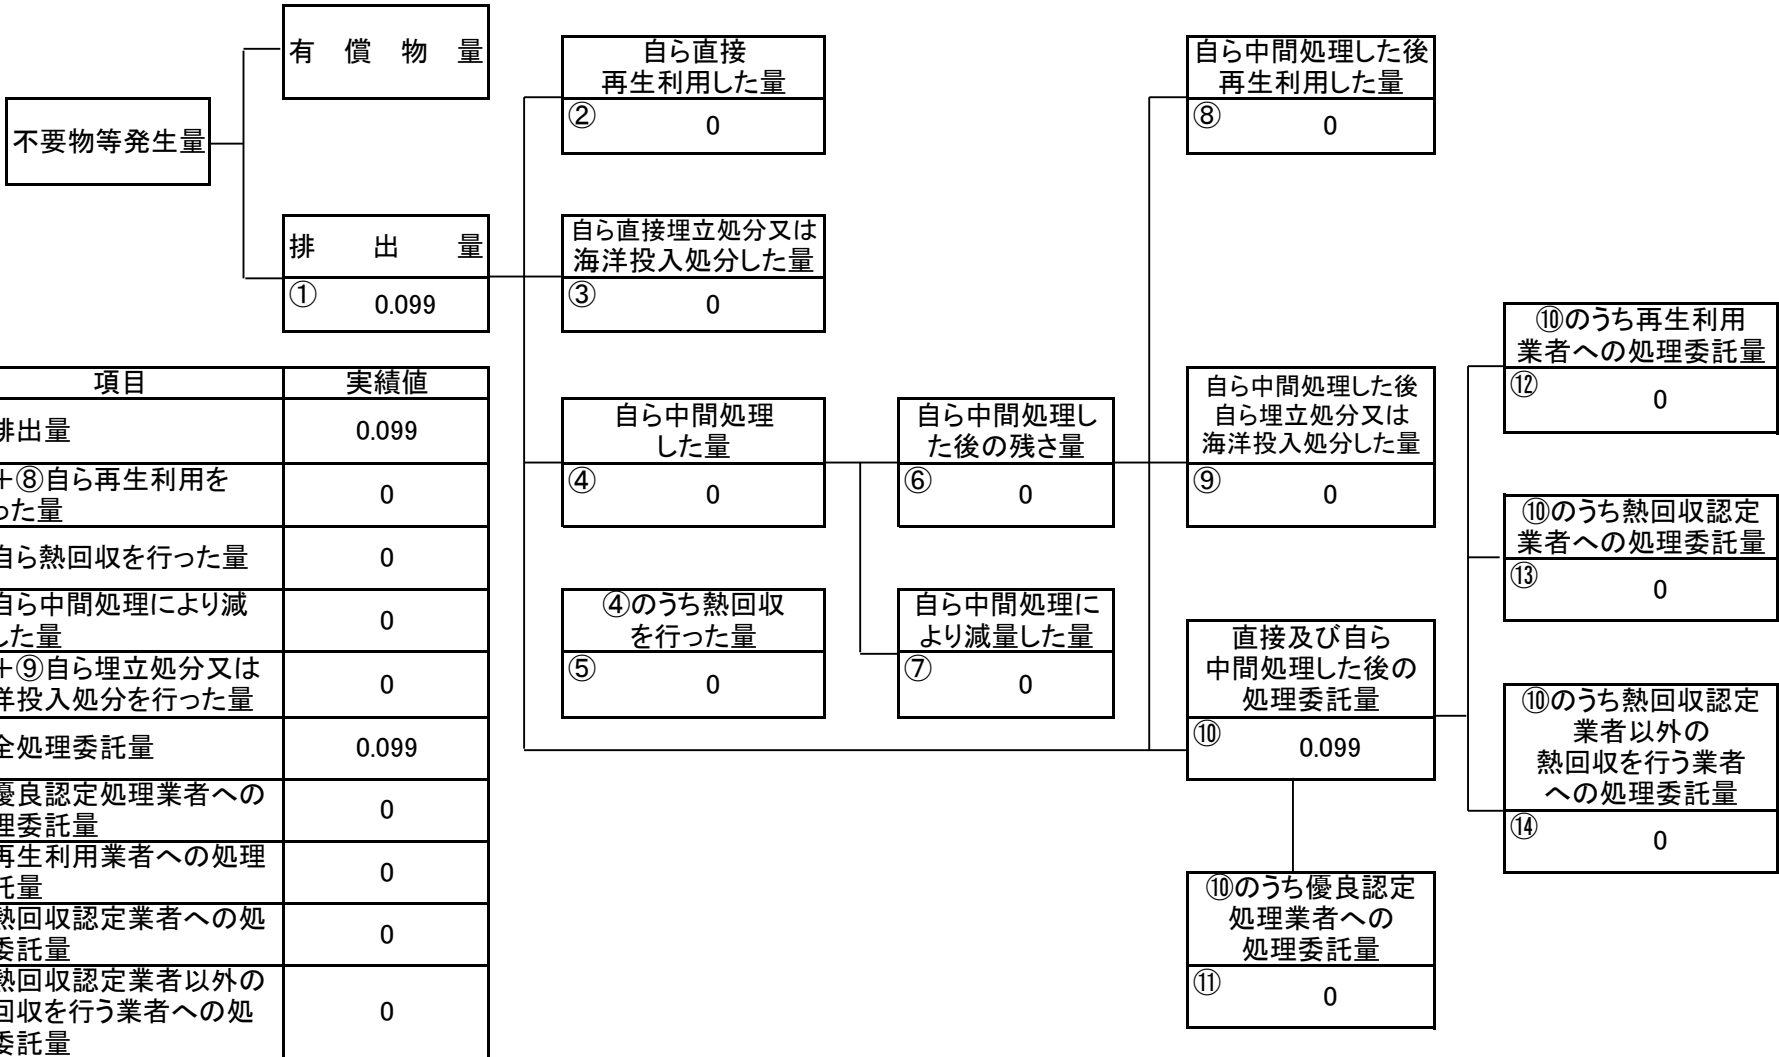 有 償 物 量
不要物等発生量
排 出 量
① 0.099
自ら直接
再生利用した量
② 0
自ら直接埋立処分又は
海洋投入処分した量
③ 0
自ら中間処理
した量
④ 0
④のうち熱回収
を行った量
⑤ 0
自ら中間処理し
た後の残さ量
⑥ 0
自ら中間処理に
より減量した量
⑦ 0
自ら中間処理した後
再生利用した量
⑧ 0
自ら中間処理した後
自ら埋立処分又は
海洋投入処分した量
⑨ 0
直接及び自ら
中間処理した後の
処理委託量
⑩ 0.099
⑩のうち優良認定
処理業者への
処理委託量
⑪ 0
⑩のうち再生利用
業者への処理委託量
⑫ 0
⑩のうち熱回収認定
業者への処理委託量
⑬ 0
⑩のうち熱回収認定
業者以外の
熱回収を行う業者
への処理委託量
⑭ 0
項目 実績値
排出量 0.099
+⑧自ら再生利用を
った量 0
自ら熱回収を行った量 0
自ら中間処理により減
した量 0
+⑨自ら埋立処分又は
洋投入処分を行った量 0
全処理委託量 0.099
優良認定処理業者への
理委託量 0
再生利用業者への処理
託量 0
熱回収認定業者への処
委託量 0
熱回収認定業者以外の
回収を行う業者への処
委託量 0